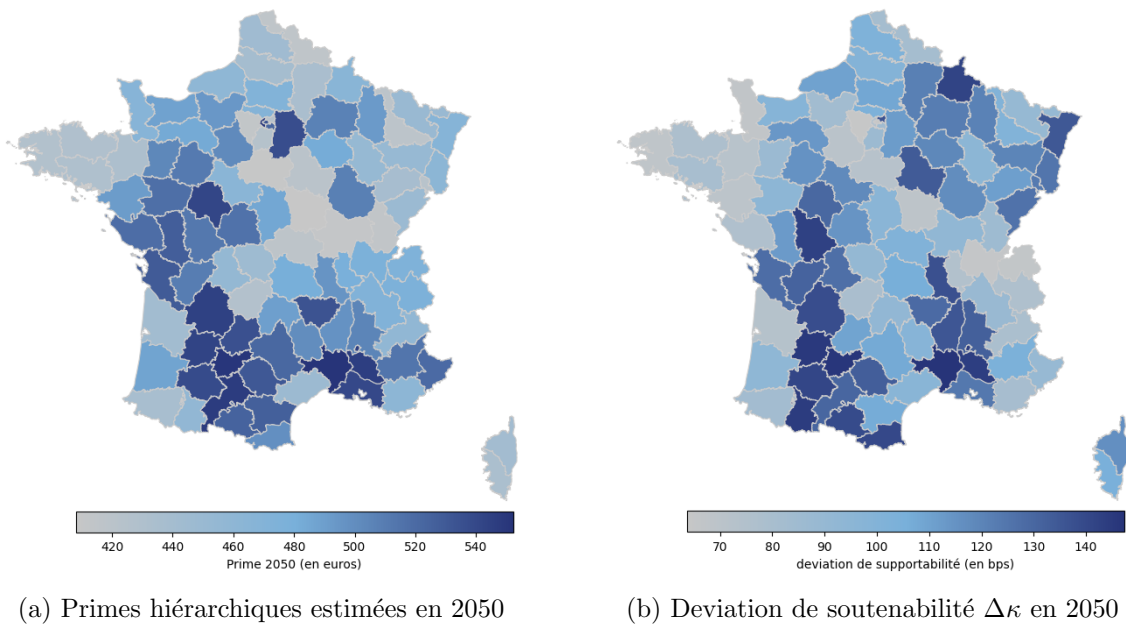 420 440 460 480 500 520 540
Prime 2050 (en euros)
70 80 90 100 110 120 130 140
deviation de supportabilité (en bps)
(a) Primes hiérarchiques estimées en 2050
(b) Deviation de soutenabilité Δκ en 2050